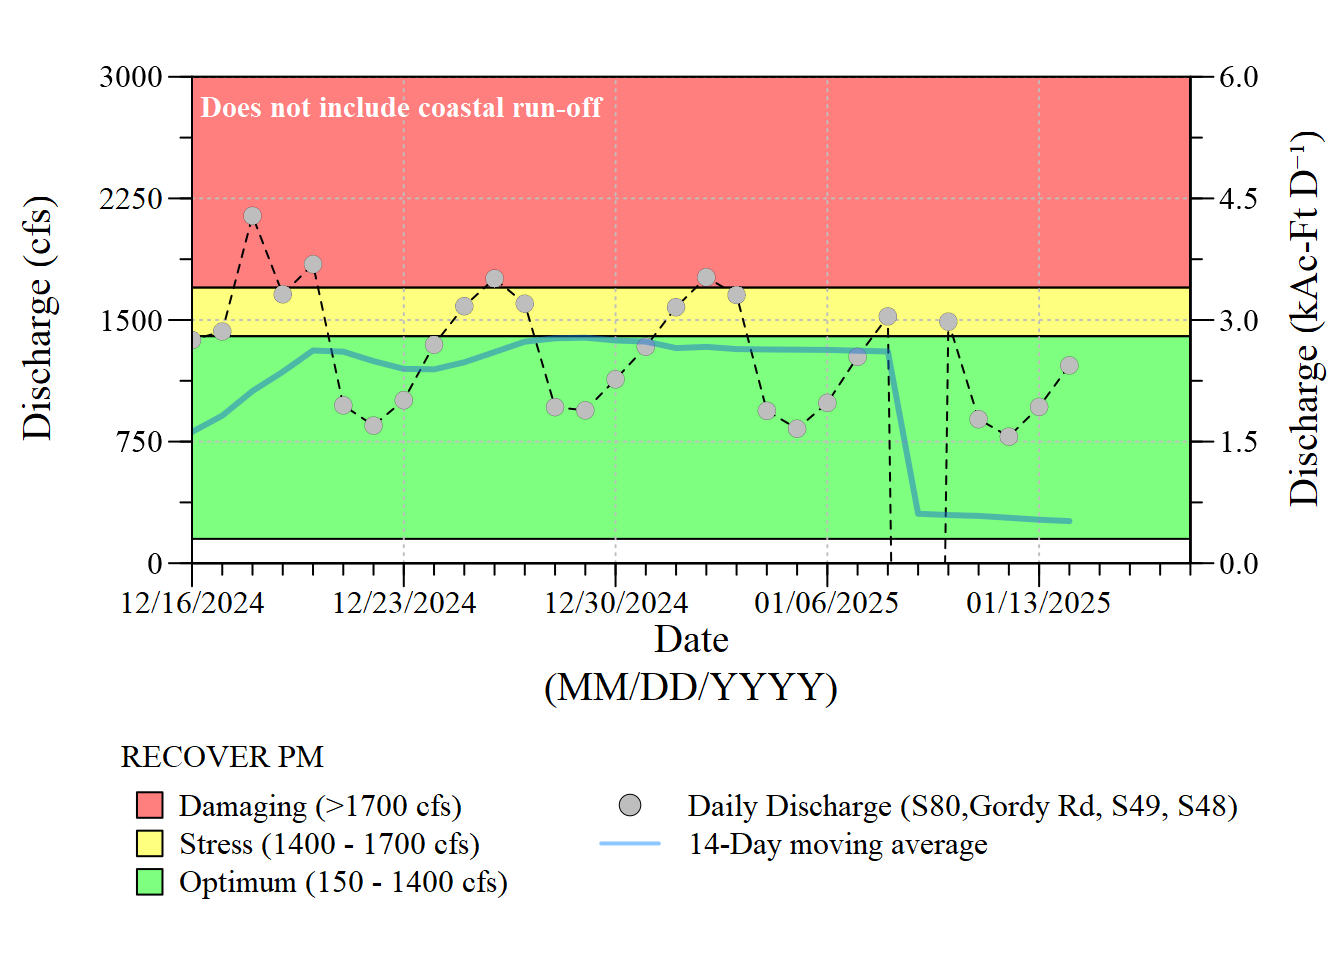 Does not include coastal run-off
3000
2250
1500
750
0
Discharge (cfs)
6.0
4.5
3.0
1.5
0.0
Discharge (kAc-Ft D⁻¹)
12/16/2024
12/23/2024
12/30/2024
01/06/2025
01/13/2025
Date
(MM/DD/YYYY)
RECOVER PM
Damaging (>1700 cfs)
Stress (1400 - 1700 cfs)
Optimum (150 - 1400 cfs)
Daily Discharge (S80,Gordy Rd, S49, S48)
14-Day moving average